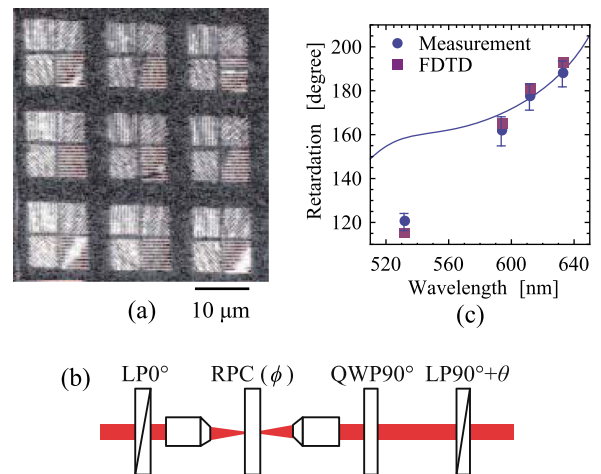 (a)
10 μm
210
200
180
160
140
120
520
560
600
640
Retardation [degree]
Wavelength [nm]
Measurement
FDTD
(c)
(b)
LP0°
RPC (ϕ)
QWP90°
LP90°+θ